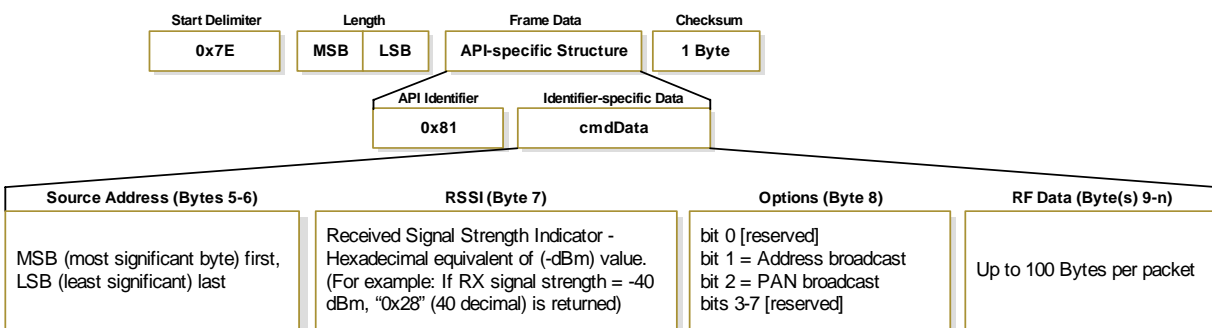 Start Delimiter
Length
Frame Data
Checksum
0x7E
MSB
LSB
API-specific Structure
1 Byte
API Identifier
Identifier-specific Data
0x81
cmdData
Source Address (Bytes 5-6)
MSB (most significant byte) first,
LSB (least significant) last
RSSI (Byte 7)
Received Signal Strength Indicator -
Hexadecimal equivalent of (-dBm) value.
(For example: If RX signal strength = -40
dBm, “0x28” (40 decimal) is returned)
Options (Byte 8)
bit 0 [reserved]
bit 1 = Address broadcast
bit 2 = PAN broadcast
bits 3-7 [reserved]
RF Data (Byte(s) 9-n)
Up to 100 Bytes per packet